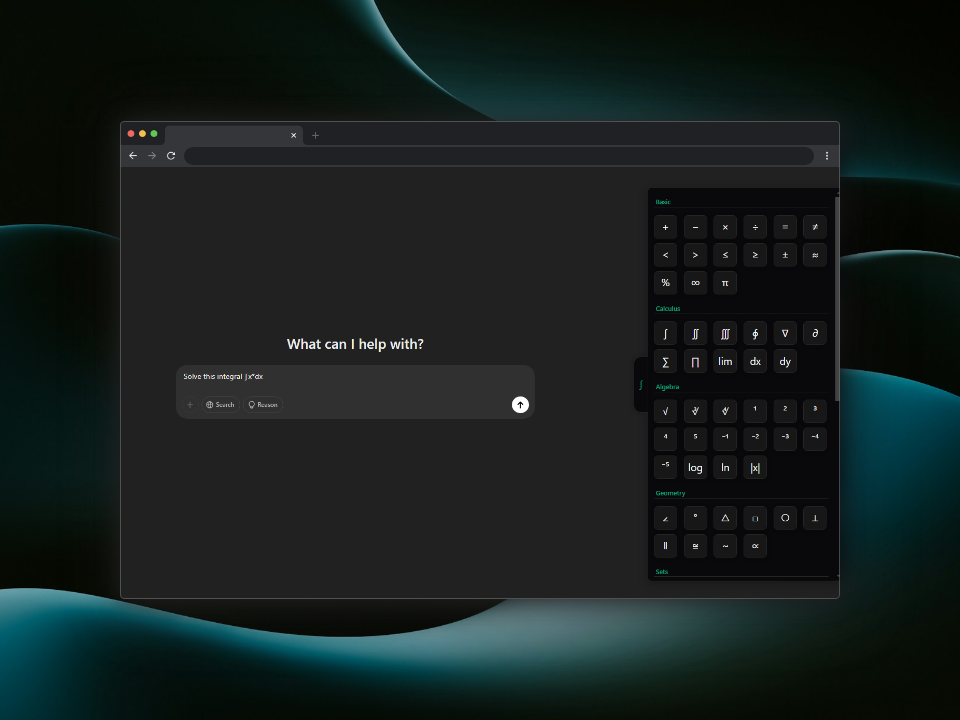 What can I help with?
Solve this integral
Search
Reason
Basic
+ − × ÷ = ≠
< > ≤ ≥ ± ≈
% ∞ π
Calculus
∫ ∬ ∭ ∮ ∇ ∂
∑ ∏ lim dx dy
Algebra
√ ∛ ∜ ¹ ² ³
⁴ ⁵ ⁻¹ ⁻² ⁻³ ⁻⁴
⁻⁵ log ln |x|
Geometry
∠ ° △ □ ○ ⊥
∥ ≅ ~ ∝
Sets